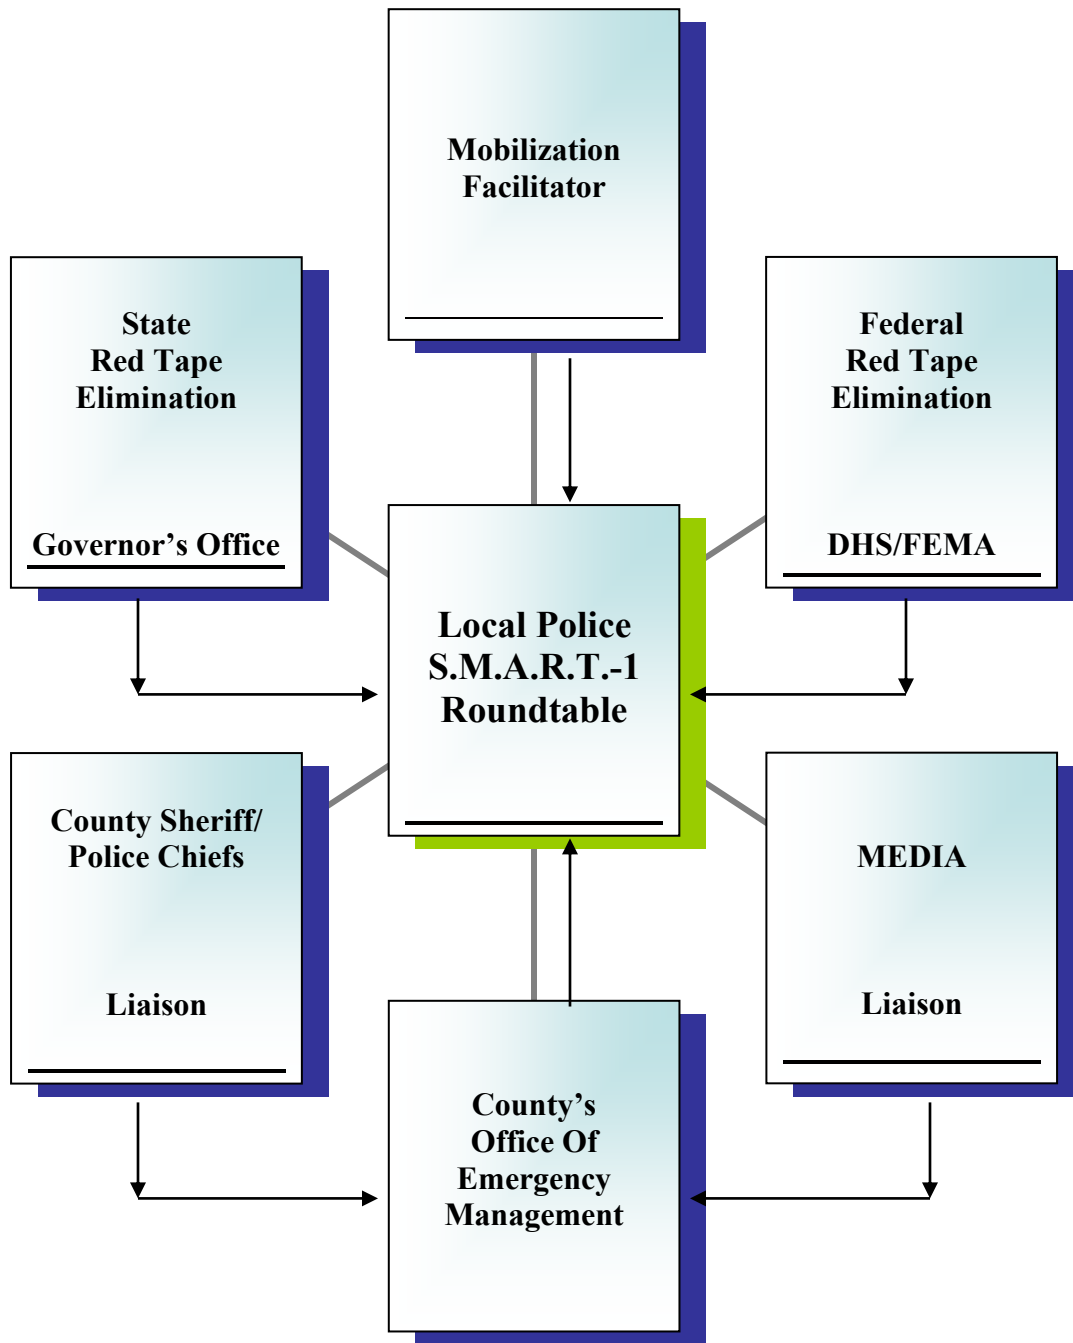 Mobilization
Facilitator
State
Red Tape
Elimination
Governor’s Office
Federal
Red Tape
Elimination
DHS/FEMA
Local Police
S.M.A.R.T.-1
Roundtable
County Sheriff/
Police Chiefs
Liaison
MEDIA
Liaison
County’s
Office Of
Emergency
Management